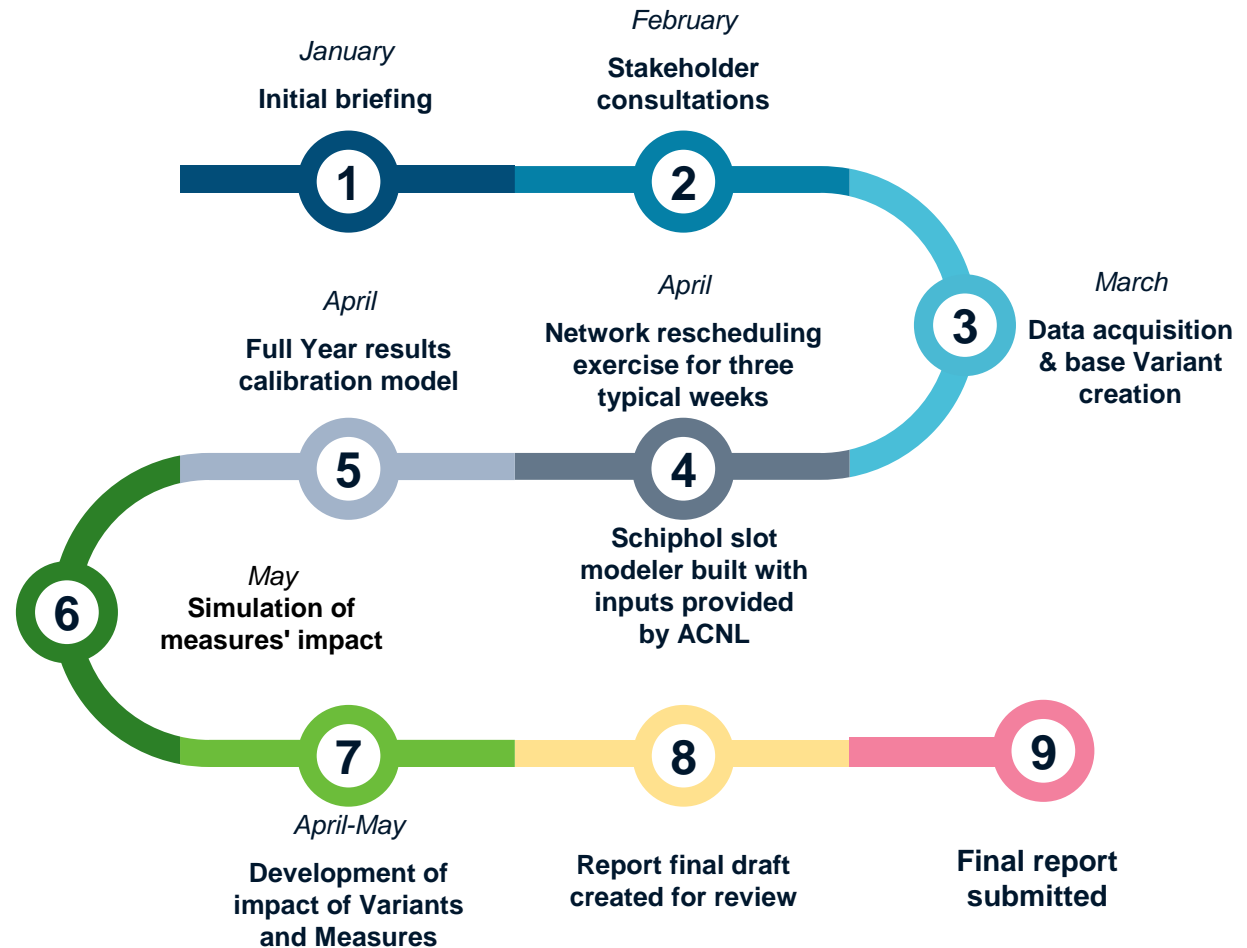 January
Initial briefing
1
February
Stakeholder
consultations
2
3
March
Data acquisition
& base Variant
creation
April
Network rescheduling
exercise for three
typical weeks
4
Schiphol slot
modeler built with
inputs provided
by ACNL
April
Full Year results
calibration model
5
6
May
Simulation of
measures' impact
7
April-May
Development of
impact of Variants
and Measures
8
Report final draft
created for review
9
Final report
submitted